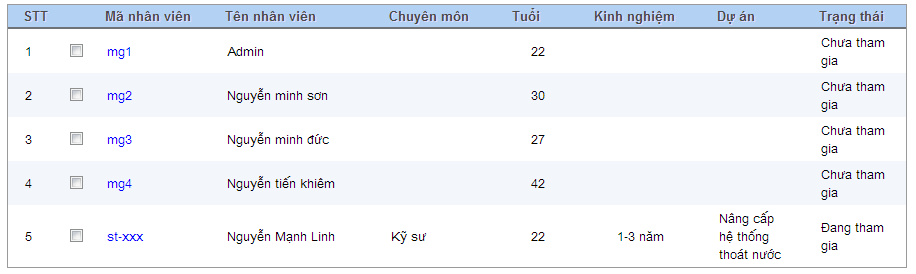 STT Mã nhân viên Tên nhân viên Chuyên môn Tuổi Kinh nghiệm Dự án Trạng thái
1 mg1 Admin 22 Chưa tham
gia
2 mg2 Nguyễn minh sơn 30 Chưa tham
gia
3 mg3 Nguyễn minh đức 27 Chưa tham
gia
4 mg4 Nguyễn tiến khiêm 42 Chưa tham
gia
5 st-xxx Nguyễn Mạnh Linh Kỹ sư 22 1-3 năm Nâng cấp
hệ thống
thoát nước Đang tham
gia